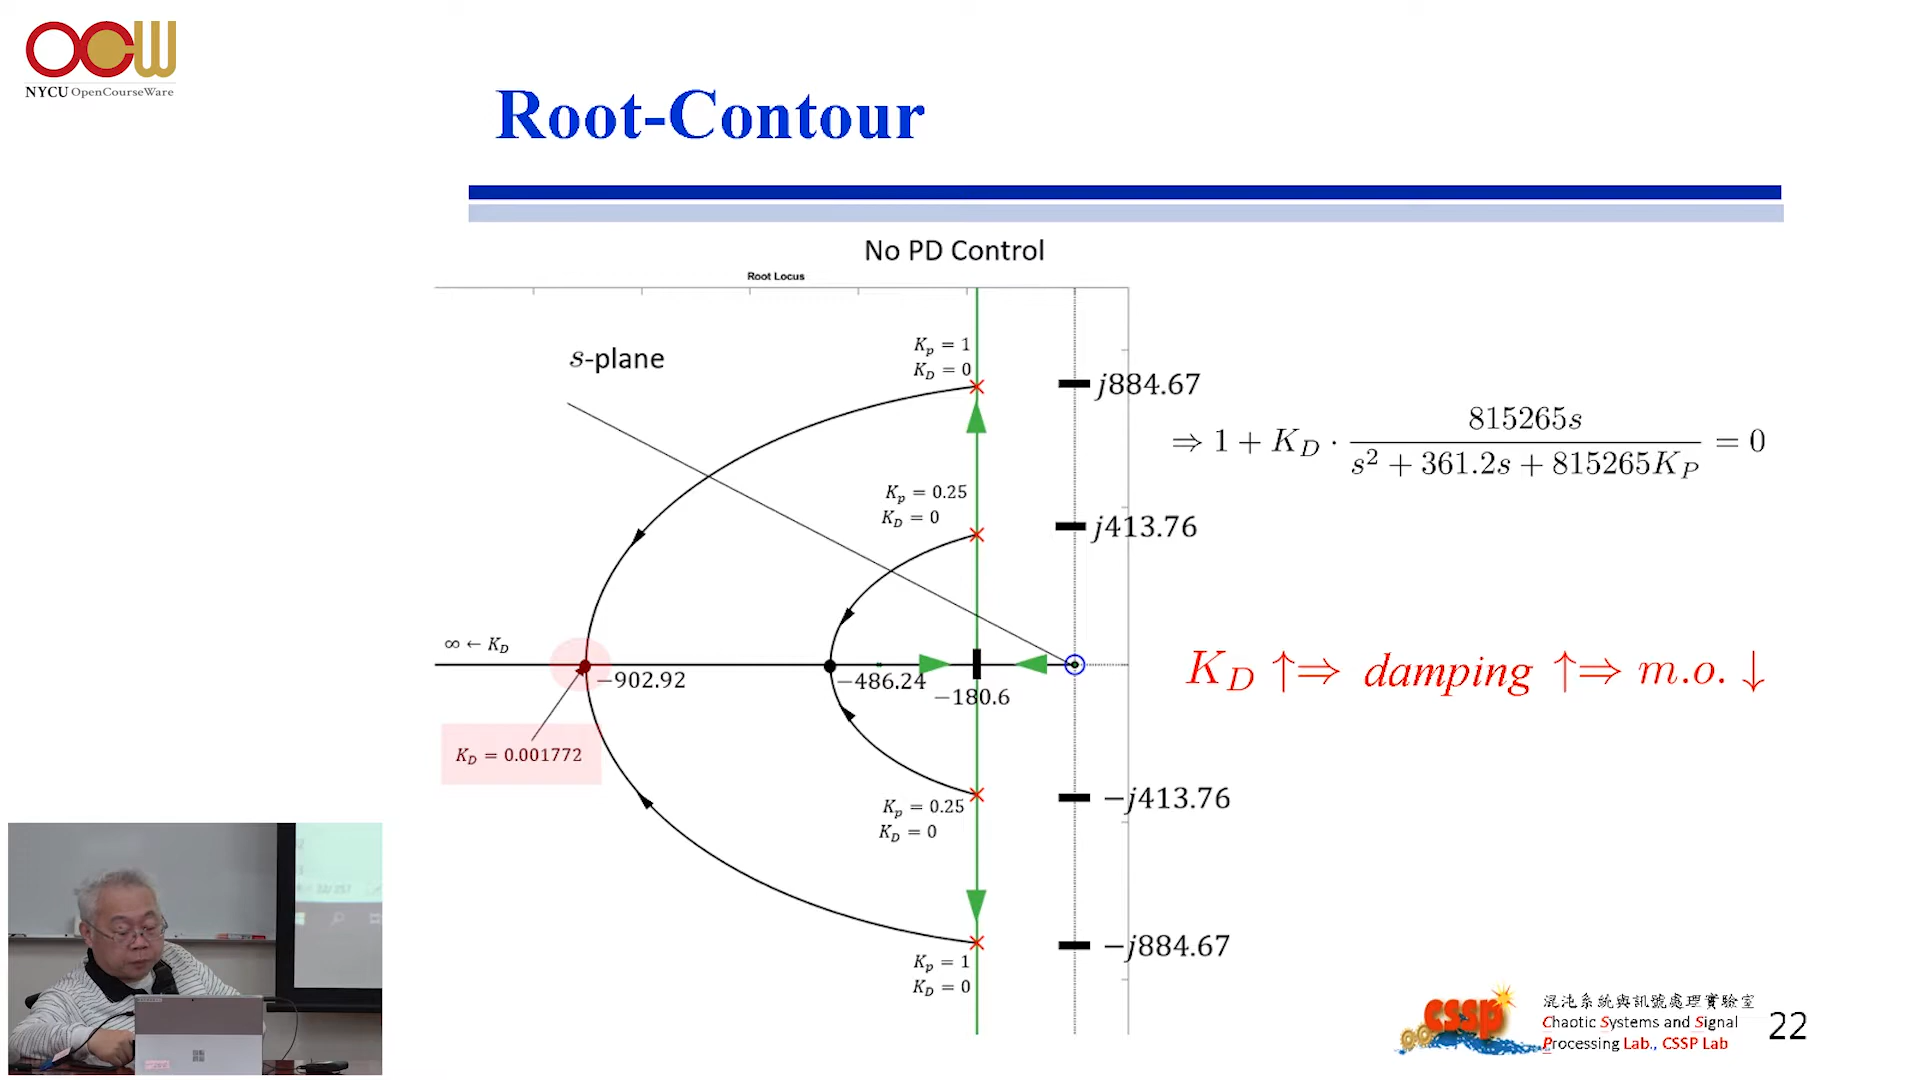 OCW
NYCU OpenCourseWare
Root-Contour
No PD Control
Root Locus
s-plane
K_p = 1
K_D = 0
j884.67
⇒ 1 + K_D · 815265s / (s² + 361.2s + 815265K_P) = 0
K_p = 0.25
K_D = 0
j413.76
∞ ← K_D
−902.92
−486.24
−180.6
K_D ↑⇒ damping ↑⇒ m.o. ↓
K_D = 0.001772
K_p = 0.25
K_D = 0
−j413.76
−j884.67
K_p = 1
K_D = 0
cssp
混沌系統與訊號處理實驗室
Chaotic Systems and Signal
Processing Lab., CSSP Lab
22